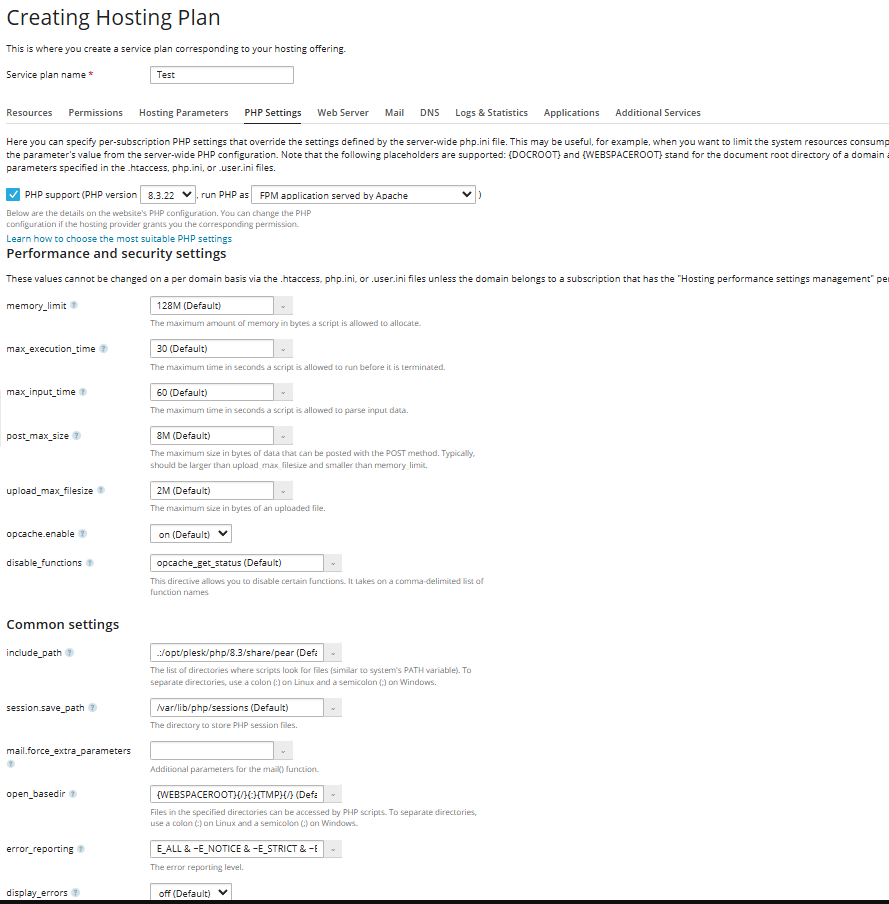 Creating Hosting Plan
This is where you create a service plan corresponding to your hosting offering.
Service plan name * Test
Resources Permissions Hosting Parameters PHP Settings Web Server Mail DNS Logs & Statistics Applications Additional Services
Here you can specify per-subscription PHP settings that override the settings defined by the server-wide php.ini file. This may be useful, for example, when you want to limit the system resources consump
the parameter's value from the server-wide PHP configuration. Note that the following placeholders are supported: {DOCROOT} and {WEBSPACEROOT} stand for the document root directory of a domain a
parameters specified in the .htaccess, php.ini, or .user.ini files.
PHP support (PHP version 8.3.22 , run PHP as FPM application served by Apache )
Below are the details on the website's PHP configuration. You can change the PHP
configuration if the hosting provider grants you the corresponding permission.
Learn how to choose the most suitable PHP settings
Performance and security settings
These values cannot be changed on a per domain basis via the .htaccess, php.ini, or .user.ini files unless the domain belongs to a subscription that has the "Hosting performance settings management" pe
memory_limit ? 128M (Default)
The maximum amount of memory in bytes a script is allowed to allocate.
max_execution_time ? 30 (Default)
The maximum time in seconds a script is allowed to run before it is terminated.
max_input_time ? 60 (Default)
The maximum time in seconds a script is allowed to parse input data.
post_max_size ? 8M (Default)
The maximum size in bytes of data that can be posted with the POST method. Typically,
should be larger than upload_max_filesize and smaller than memory_limit.
upload_max_filesize ? 2M (Default)
The maximum size in bytes of an uploaded file.
opcache.enable ? on (Default)
disable_functions ? opcache_get_status (Default)
This directive allows you to disable certain functions. It takes on a comma-delimited list of
function names
Common settings
include_path ? .:/opt/plesk/php/8.3/share/pear (Defa
The list of directories where scripts look for files (similar to system's PATH variable). To
separate directories, use a colon (:) on Linux and a semicolon (;) on Windows.
session.save_path ? /var/lib/php/sessions (Default)
The directory to store PHP session files.
mail.force_extra_parameters
?
Additional parameters for the mail() function.
open_basedir ? {WEBSPACEROOT}{/}{:}{TMP}{/} (Defa
Files in the specified directories can be accessed by PHP scripts. To separate directories,
use a colon (:) on Linux and a semicolon (;) on Windows.
error_reporting ? E_ALL & ~E_NOTICE & ~E_STRICT & ~E
The error reporting level.
display_errors ? off (Default)